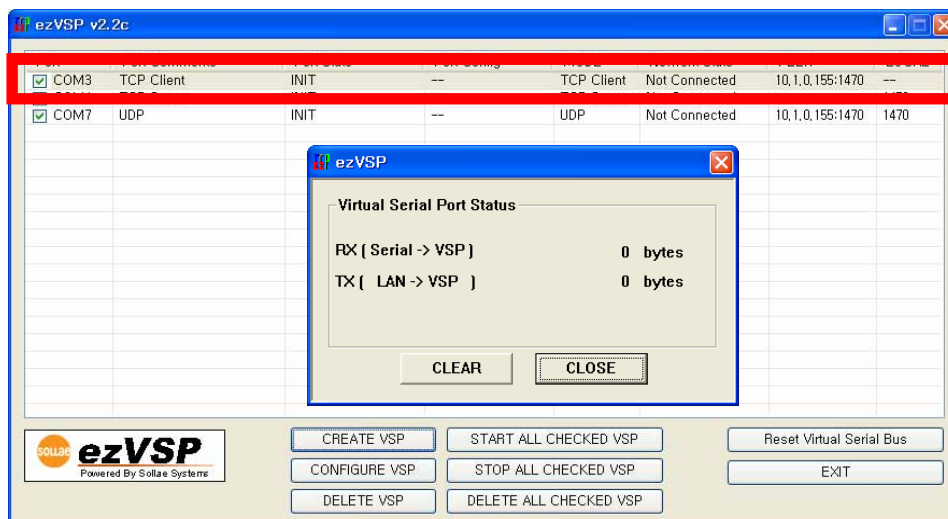 ezVSP v2.2c
COM3 TCP Client INIT -- TCP Client Not Connected 10,1,0,155:1470 --
COM7 UDP INIT -- UDP Not Connected 10,1,0,155:1470 1470
ezVSP
Virtual Serial Port Status
RX ( Serial -> VSP ) 0 bytes
TX ( LAN -> VSP ) 0 bytes
CLEAR CLOSE
SOLLAE ezVSP
Powered By Sollae Systems
CREATE VSP START ALL CHECKED VSP Reset Virtual Serial Bus
CONFIGURE VSP STOP ALL CHECKED VSP EXIT
DELETE VSP DELETE ALL CHECKED VSP